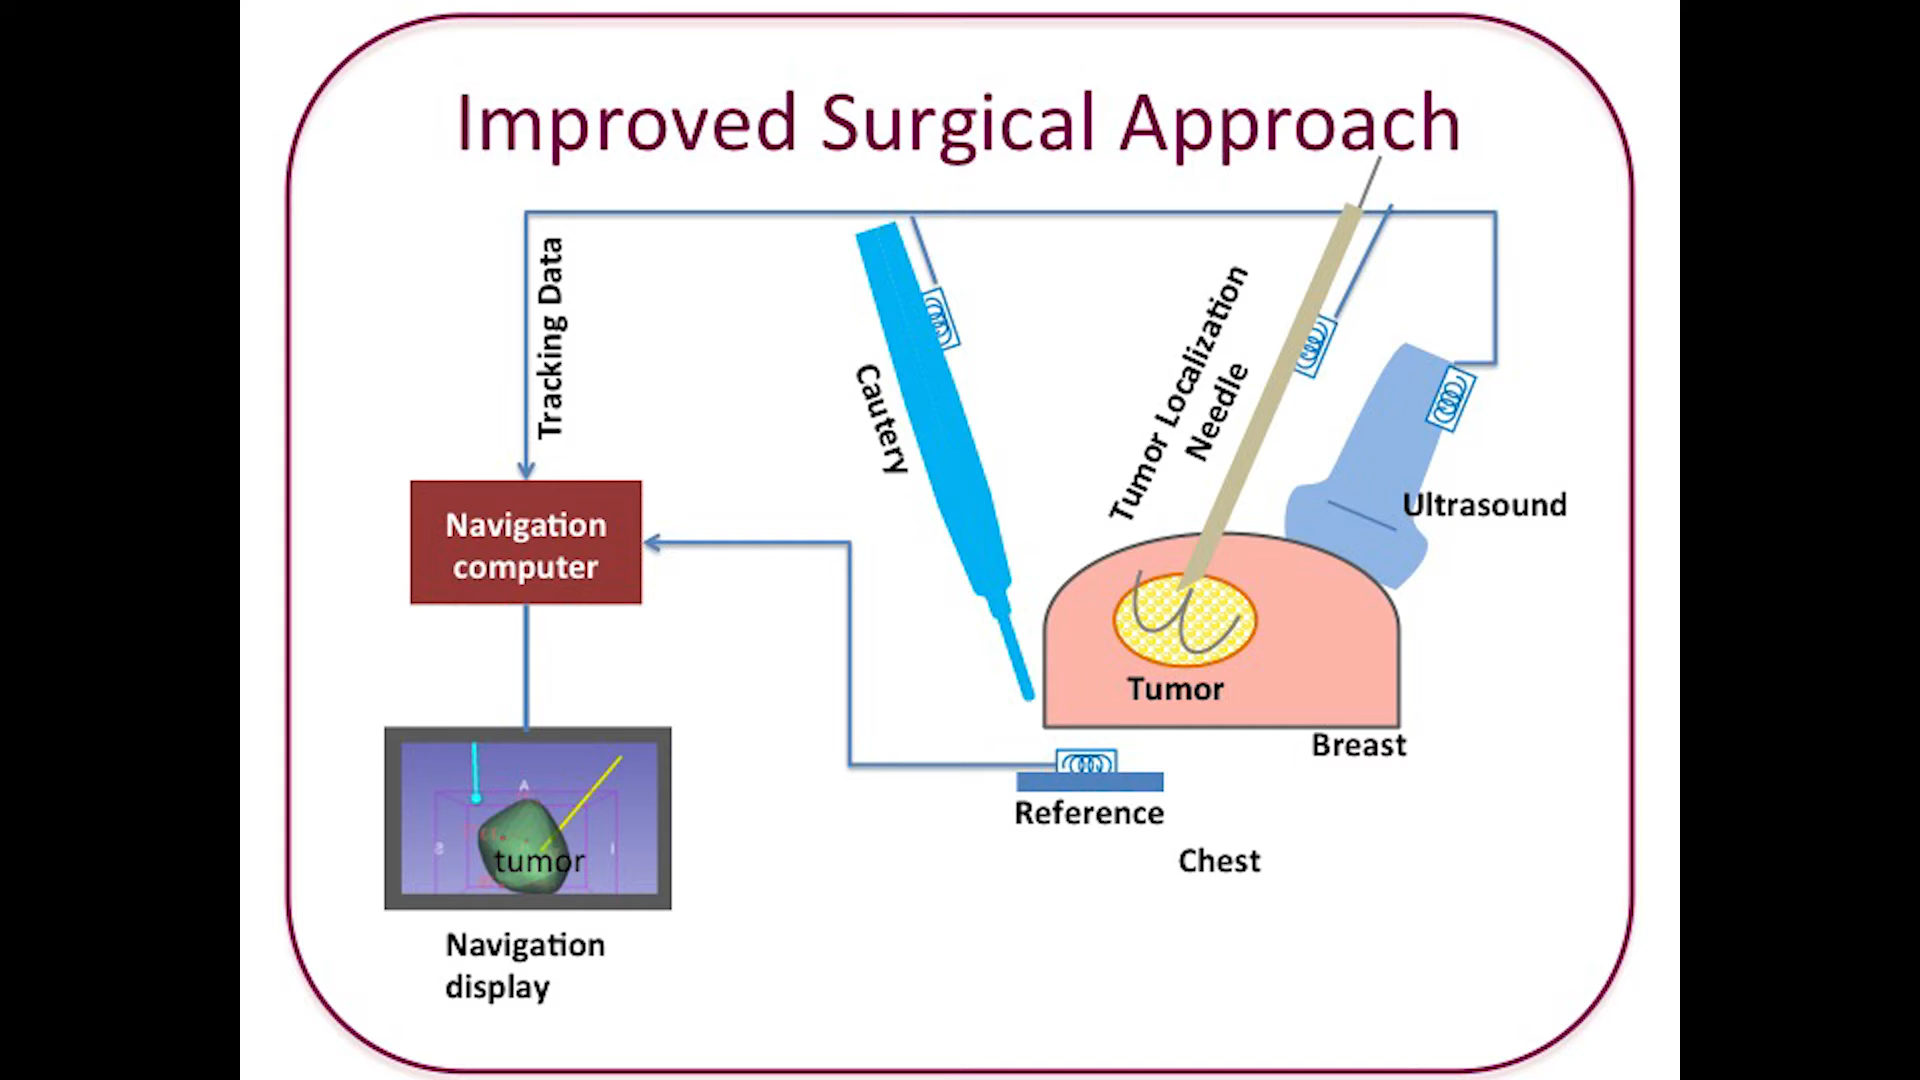 Improved Surgical Approach
Tracking Data
Cautery
Tumor Localization
Needle
Ultrasound
Navigation
computer
Tumor
Breast
Reference
Chest
A
tumor
Navigation
display